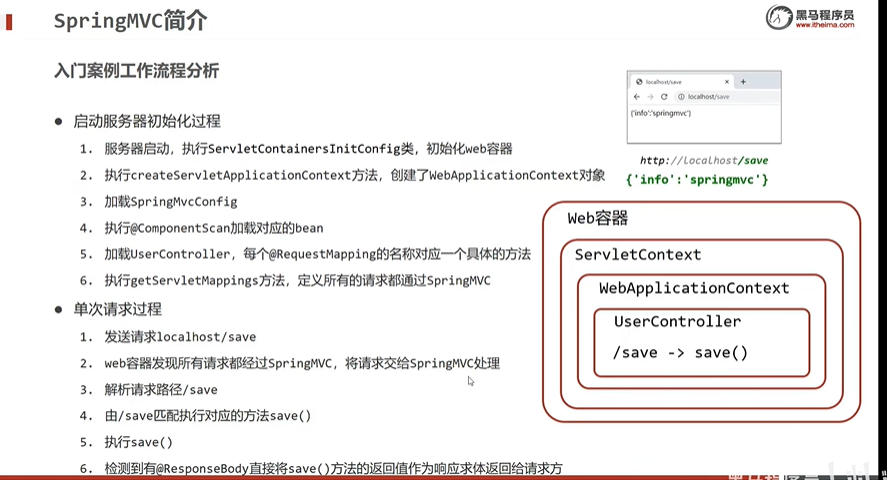 SpringMVC简介
黑马程序员
www.itheima.com
入门案例工作流程分析
● 启动服务器初始化过程
1. 服务器启动，执行ServletContainersInitConfig类，初始化web容器
2. 执行createServletApplicationContext方法，创建了WebApplicationContext对象
3. 加载SpringMvcConfig
4. 执行@ComponentScan加载对应的bean
5. 加载UserController，每个@RequestMapping的名称对应一个具体的方法
6. 执行getServletMappings方法，定义所有的请求都通过SpringMVC
● 单次请求过程
1. 发送请求localhost/save
2. web容器发现所有请求都经过SpringMVC，将请求交给SpringMVC处理
3. 解析请求路径/save
4. 由/save匹配执行对应的方法save()
5. 执行save()
6. 检测到有@ResponseBody直接将save()方法的返回值作为响应求体返回给请求方
localhost/save
localhost/save
{'info':'springmvc'}
http://localhost/save
{'info':'springmvc'}
Web容器
ServletContext
WebApplicationContext
UserController
/save -> save()